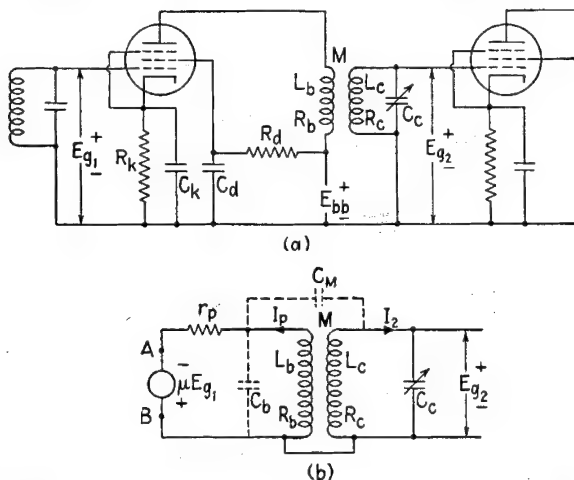 M
L_b
L_c
R_b
R_c
C_c
R_d
E_g1
+
-
R_k
C_k
C_d
E_bb
+
-
E_g2
+
-
(a)
C_M
r_p
I_p
M
I_2
A
B
-
μE_g1
+
C_b
L_b
R_b
L_c
R_c
C_c
E_g2
+
-
(b)